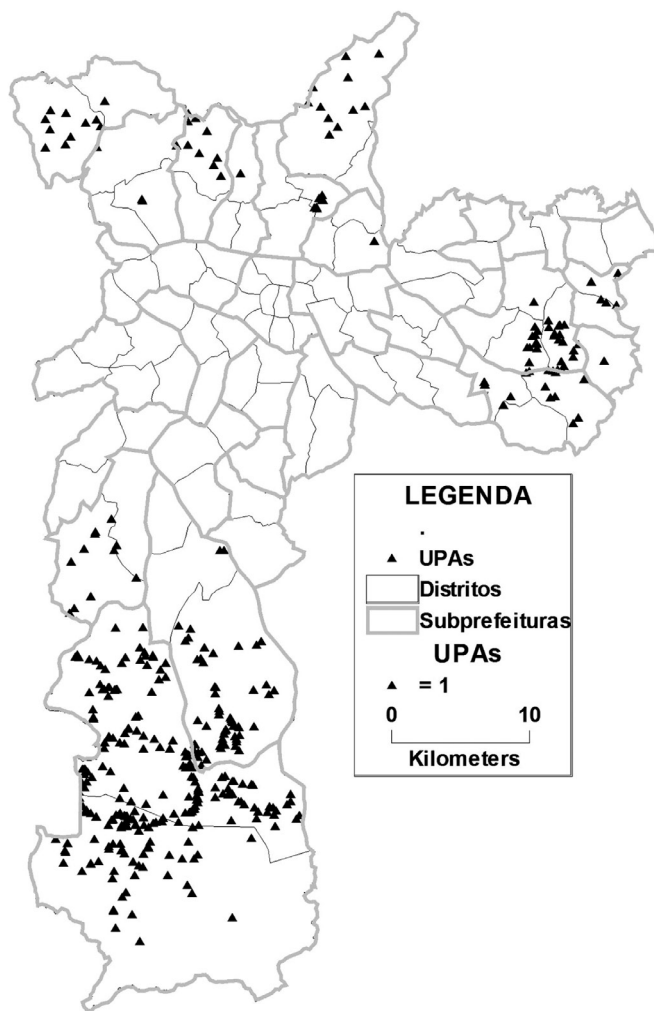 LEGENDA
.
▲ UPAs
Distritos
Subprefeituras
UPAs
▲ = 1
0 10
Kilometers